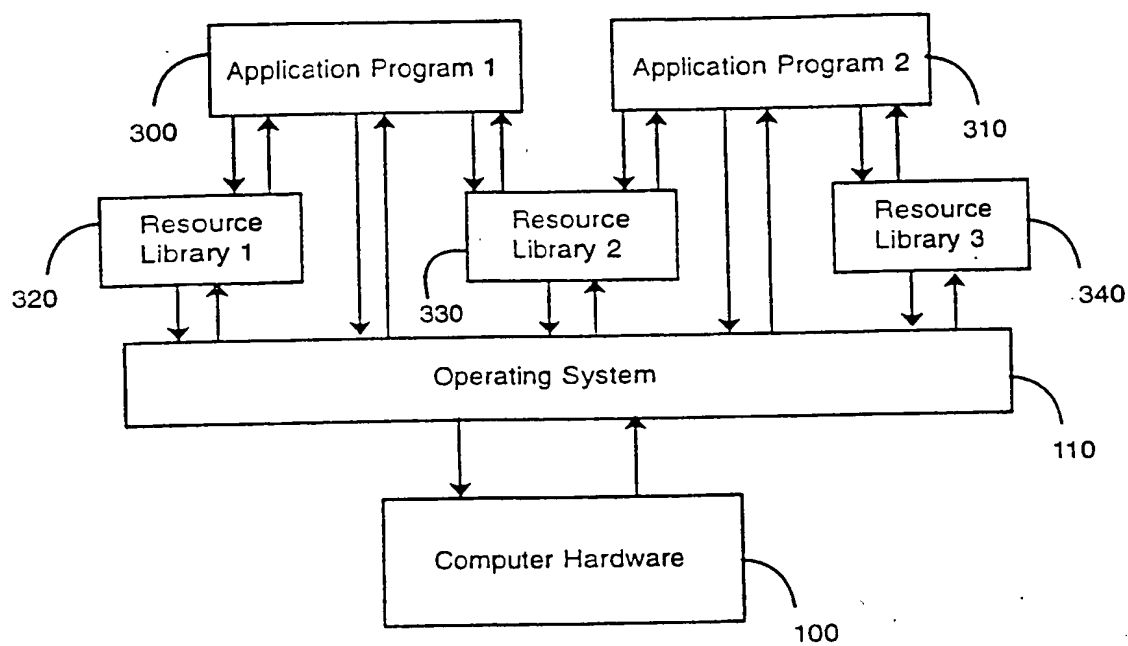 Application Program 1
Application Program 2
300
310
Resource
Library 1
Resource
Library 2
Resource
Library 3
320
330
340
Operating System
110
Computer Hardware
100